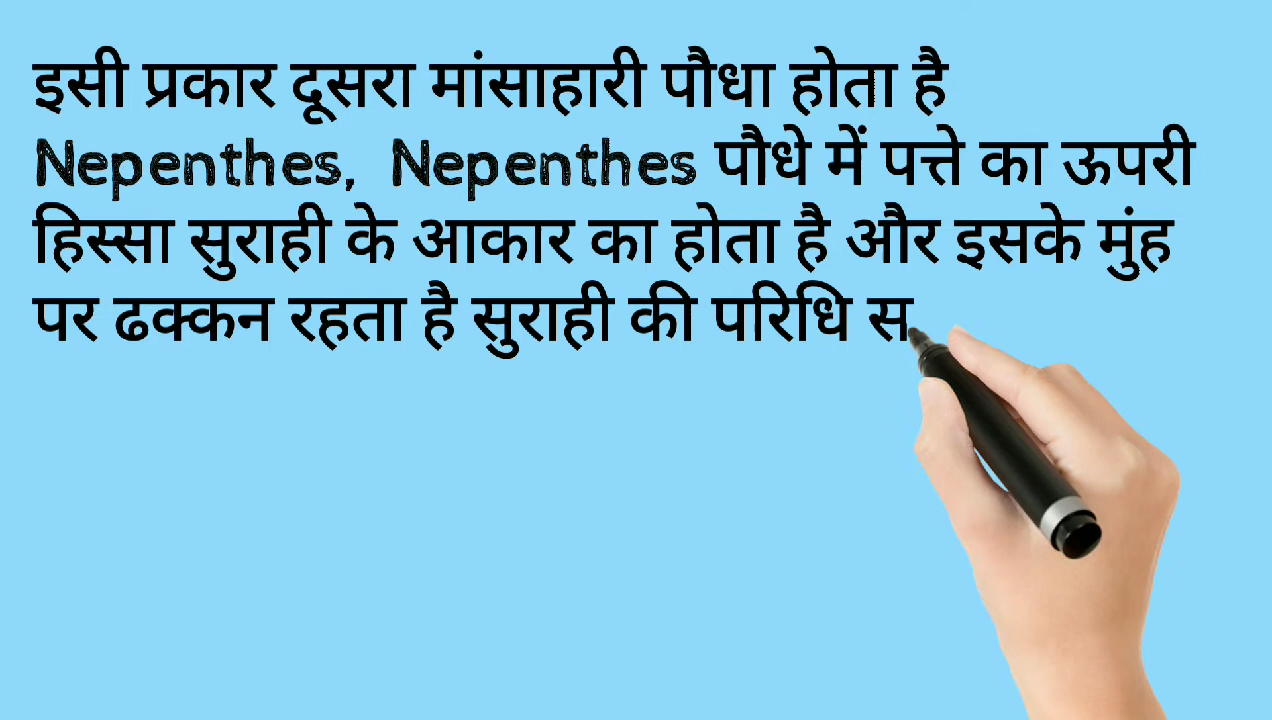 इसी प्रकार दूसरा मांसाहारी पौधा होता है
Nepenthes, Nepenthes पौधे में पत्ते का ऊपरी
हिस्सा सुराही के आकार का होता है और इसके मुंह
पर ढक्कन रहता है सुराही की परिधि स